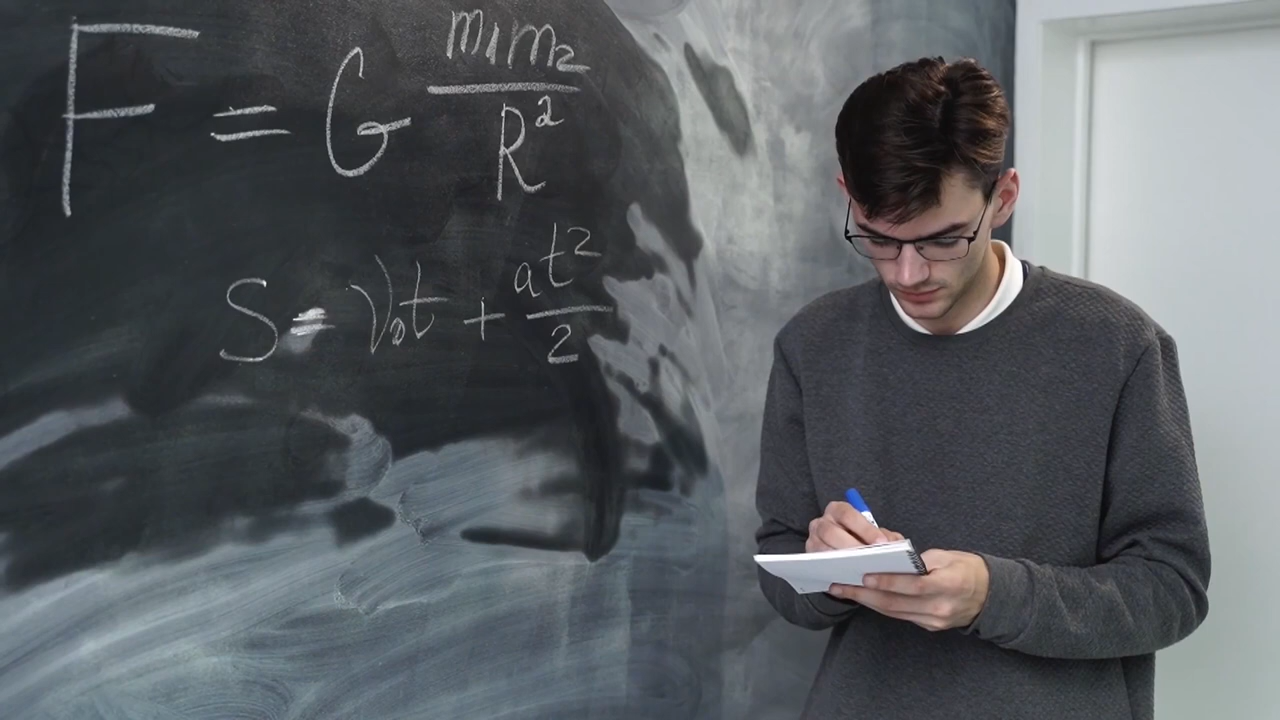 F = G m₁m₂/R²
S = V₀t + at²/2